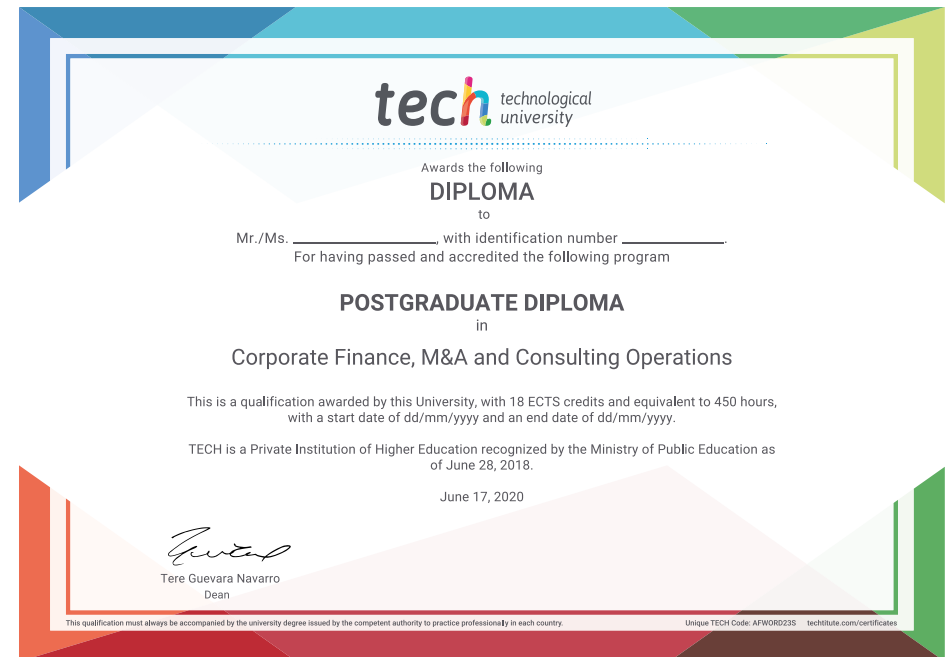 tech technological
university
Awards the following
DIPLOMA
to
Mr./Ms. ____________________, with identification number ______________.
For having passed and accredited the following program
POSTGRADUATE DIPLOMA
in
Corporate Finance, M&A and Consulting Operations
This is a qualification awarded by this University, with 18 ECTS credits and equivalent to 450 hours,
with a start date of dd/mm/yyyy and an end date of dd/mm/yyyy.
TECH is a Private Institution of Higher Education recognized by the Ministry of Public Education as
of June 28, 2018.
June 17, 2020
Tere Guevara Navarro
Dean
This qualification must always be accompanied by the university degree issued by the competent authority to practice professionally in each country. Unique TECH Code: AFWORD23S techtitute.com/certificates